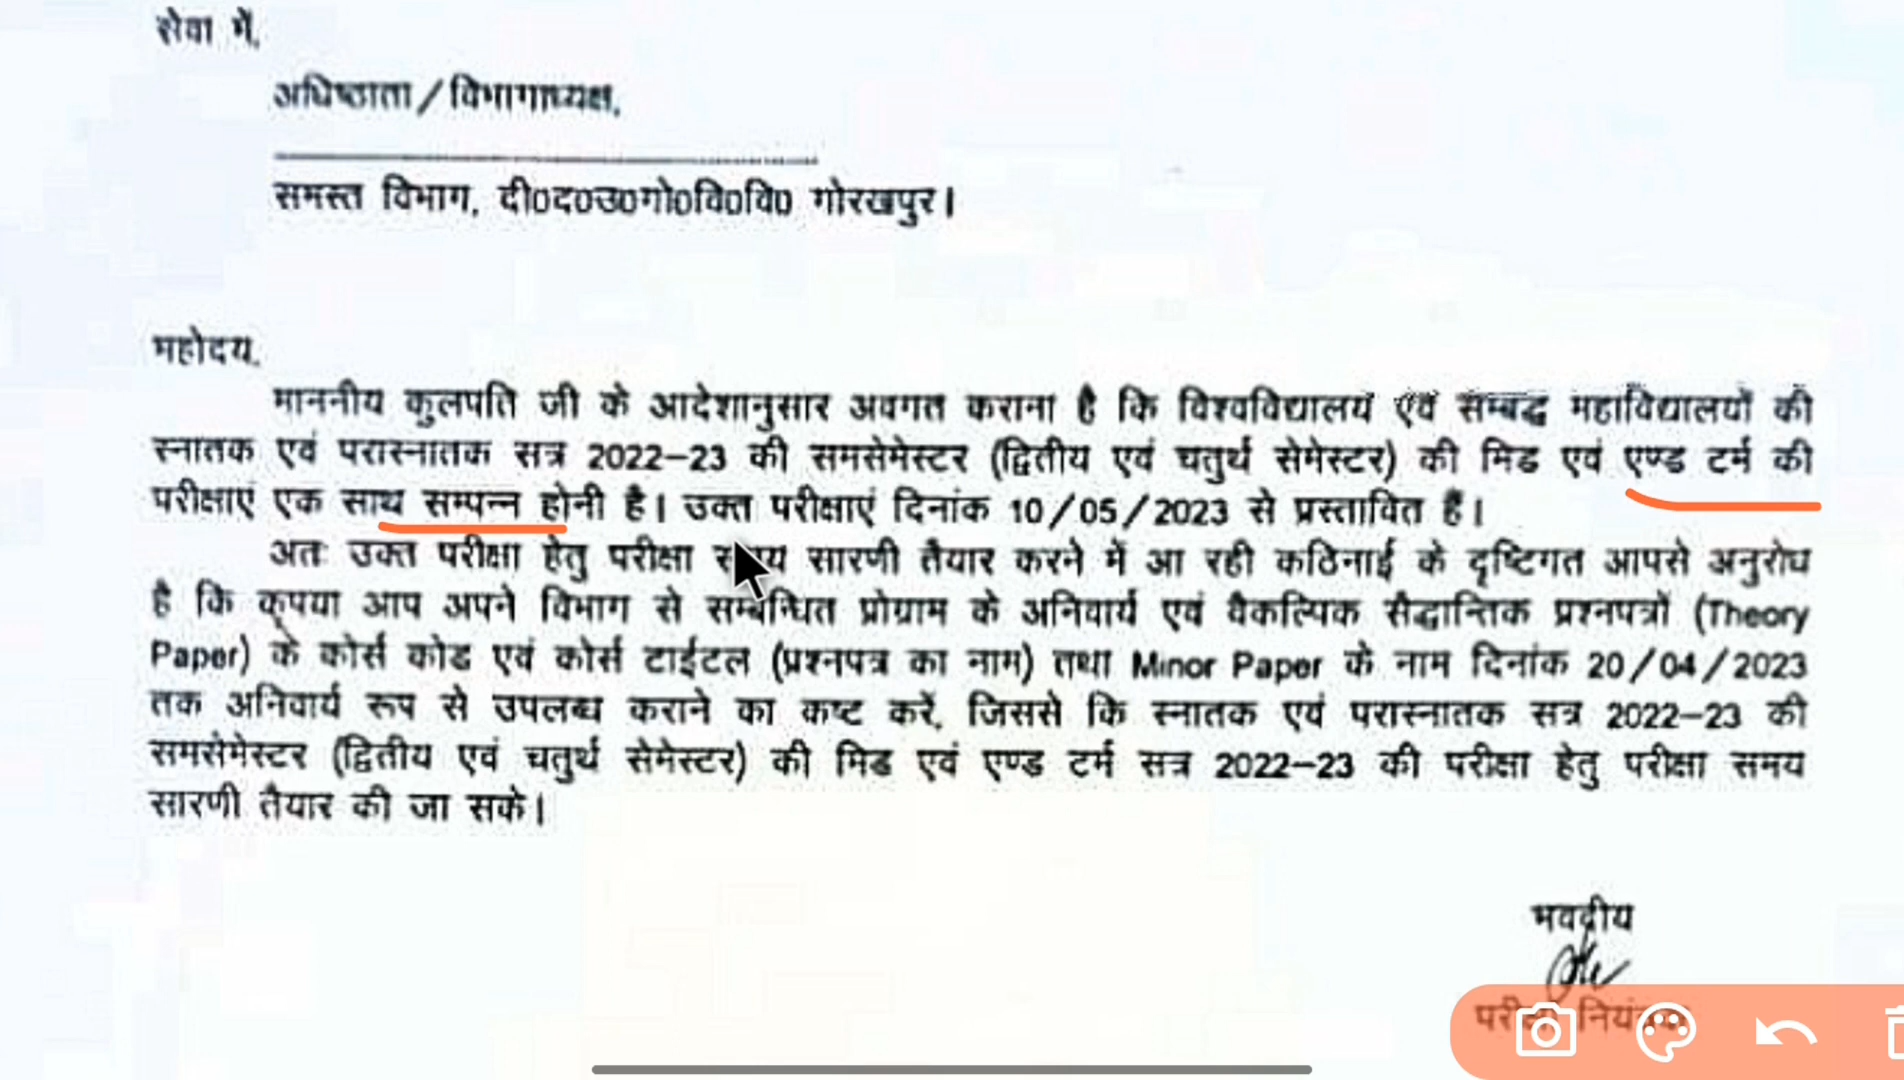 सेवा में,
अधिष्ठाता/विभागाध्यक्ष,
समस्त विभाग, दी0द0उ0गो0वि0वि0 गोरखपुर।
महोदय,
माननीय कुलपति जी के आदेशानुसार अवगत कराना है कि विश्वविद्यालय एवं सम्बद्ध महाविद्यालयों की
स्नातक एवं परास्नातक सत्र 2022-23 की समसेमेस्टर (द्वितीय एवं चतुर्थ सेमेस्टर) की मिड एवं एण्ड टर्म की
परीक्षाएं एक साथ सम्पन्न होनी है। उक्त परीक्षाएं दिनांक 10/05/2023 से प्रस्तावित हैं।
अतः उक्त परीक्षा हेतु परीक्षा सारणी तैयार करने में आ रही कठिनाई के दृष्टिगत आपसे अनुरोध
है कि कृपया आप अपने विभाग से सम्बन्धित प्रोग्राम के अनिवार्य एवं वैकल्पिक सैद्धान्तिक प्रश्नपत्रों (Theory
Paper) के कोर्स कोड एवं कोर्स टाईटल (प्रश्नपत्र का नाम) तथा Minor Paper के नाम दिनांक 20/04/2023
तक अनिवार्य रूप से उपलब्ध कराने का कष्ट करें, जिससे कि स्नातक एवं परास्नातक सत्र 2022-23 की
समसेमेस्टर (द्वितीय एवं चतुर्थ सेमेस्टर) की मिड एवं एण्ड टर्म सत्र 2022-23 की परीक्षा हेतु परीक्षा समय
सारणी तैयार की जा सके।
भवदीय